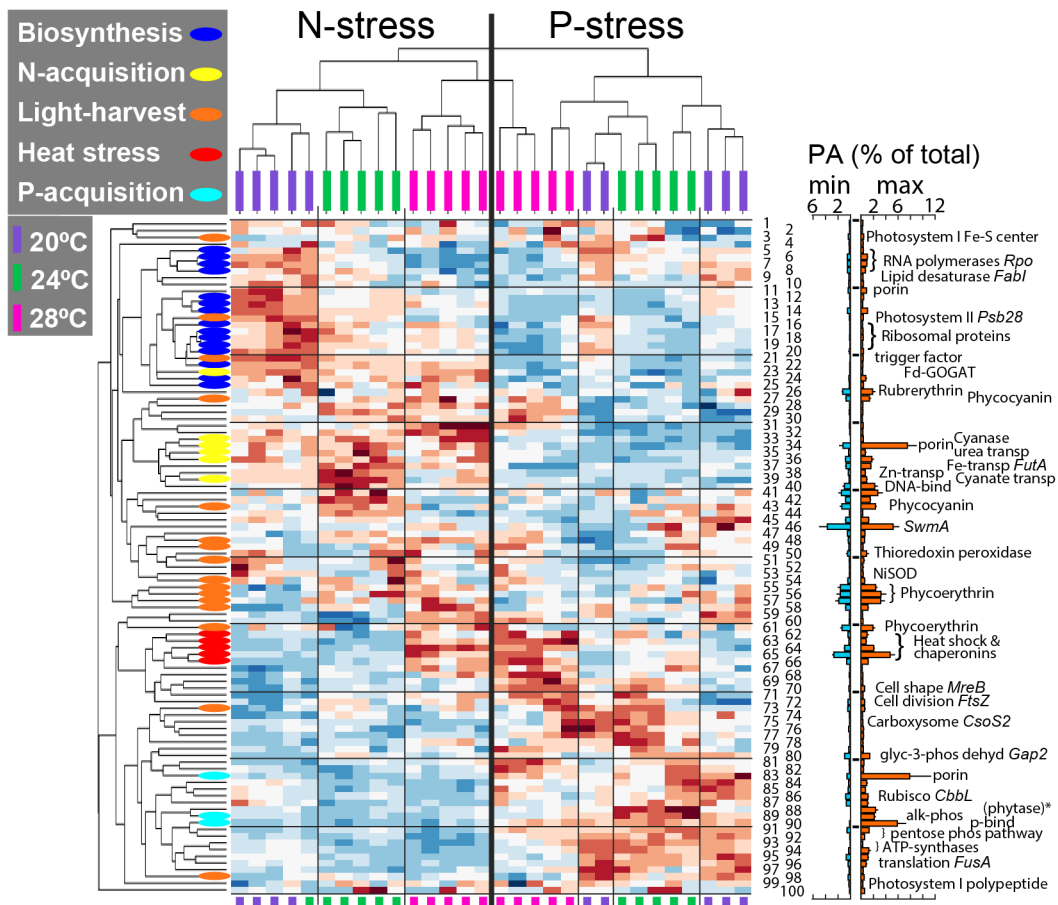 N-stress
P-stress
Biosynthesis
N-acquisition
Light-harvest
Heat stress
P-acquisition
20ºC
24ºC
28ºC
PA (% of total)
min max
6 2 2 6 12
1
2
3
4
5
6
7
8
9
10
11
12
13
14
15
16
17
18
19
20
21
22
23
24
25
26
27
28
29
30
31
32
33
34
35
36
37
38
39
40
41
42
43
44
45
46
47
48
49
50
51
52
53
54
55
56
57
58
59
60
61
62
63
64
65
66
67
68
69
70
71
72
73
74
75
76
77
78
79
80
81
82
83
84
85
86
87
88
89
90
91
92
93
94
95
96
97
98
99
100
Photosystem I Fe-S center
RNA polymerases Rpo
Lipid desaturase FabI
porin
Photosystem II Psb28
Ribosomal proteins
trigger factor
Fd-GOGAT
Rubrerythrin
Phycocyanin
porin Cyanase
urea transp
Fe-transp FutA
Zn-transp
Cyanate transp
DNA-bind
Phycocyanin
SwmA
Thioredoxin peroxidase
NiSOD
Phycoerythrin
Phycoerythrin
Heat shock &
chaperonins
Cell shape MreB
Cell division FtsZ
Carboxysome CsoS2
glyc-3-phos dehyd Gap2
porin
Rubisco CbbL
(phytase)*
alk-phos
p-bind
pentose phos pathway
ATP-synthases
translation FusA
Photosystem I polypeptide